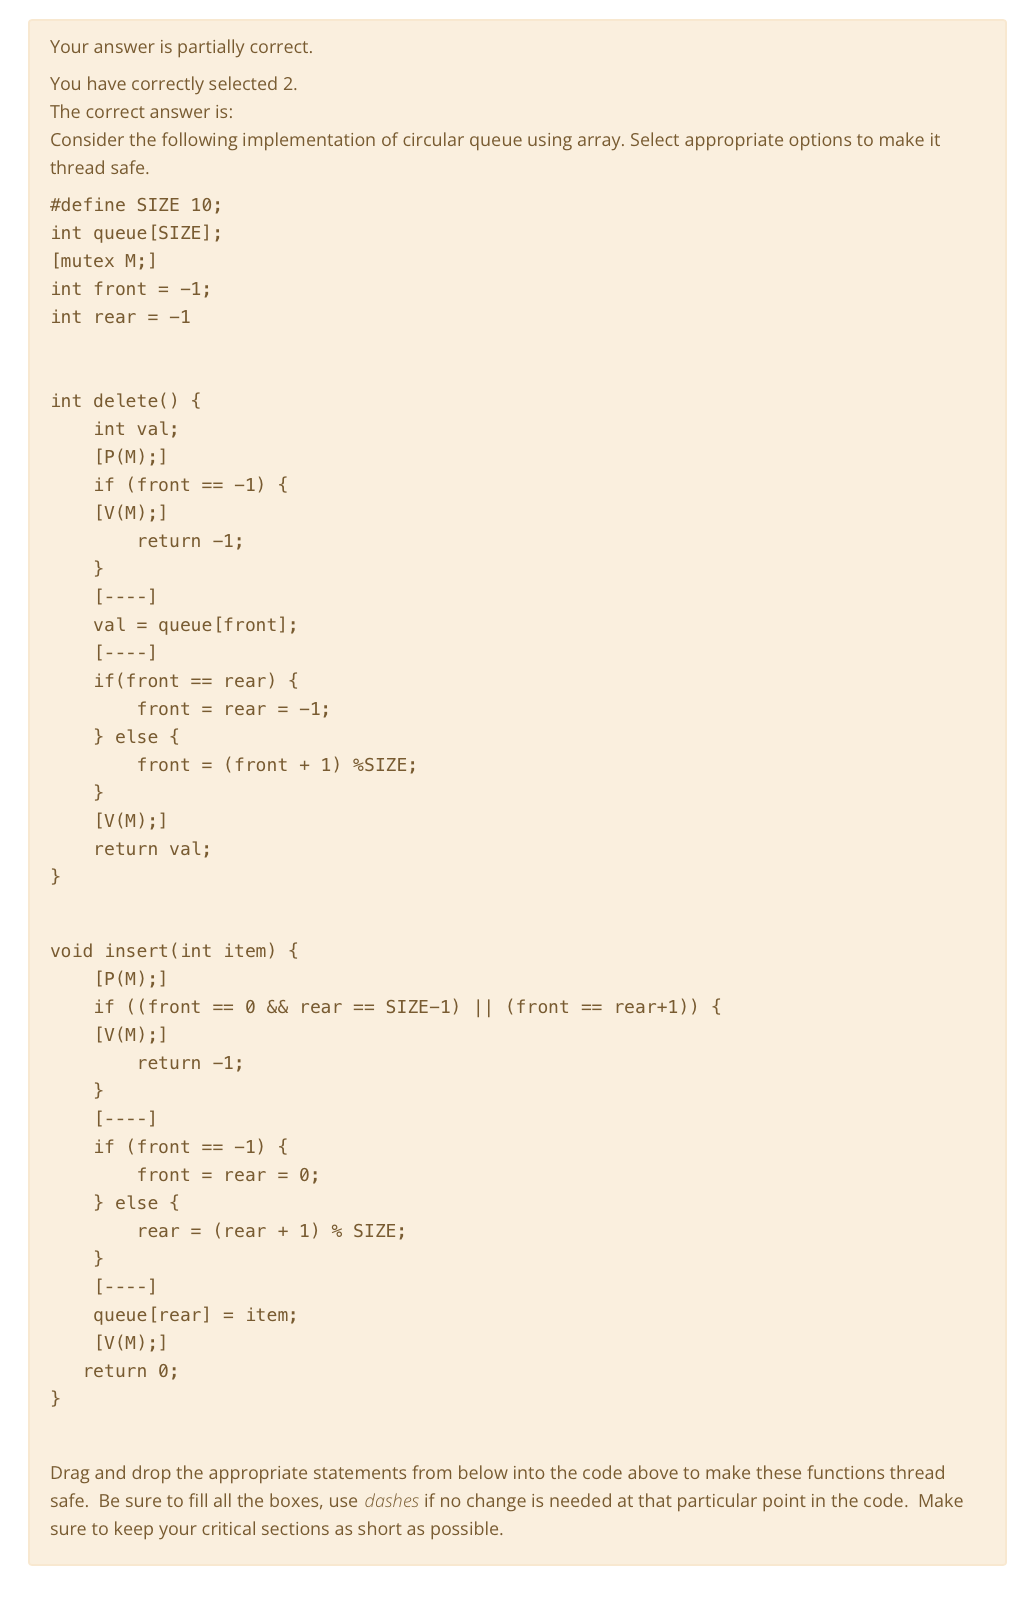 Your answer is partially correct.
You have correctly selected 2.
The correct answer is:
Consider the following implementation of circular queue using array. Select appropriate options to make it
thread safe.
#define SIZE 10;
int queue[SIZE];
[mutex M;]
int front = -1;
int rear = -1
int delete() {
    int val;
    [P(M);]
    if (front == -1) {
    [V(M);]
        return -1;
    }
    [----]
    val = queue[front];
    [----]
    if(front == rear) {
        front = rear = -1;
    } else {
        front = (front + 1) %SIZE;
    }
    [V(M);]
    return val;
}
void insert(int item) {
    [P(M);]
    if ((front == 0 && rear == SIZE-1) || (front == rear+1)) {
    [V(M);]
        return -1;
    }
    [----]
    if (front == -1) {
        front = rear = 0;
    } else {
        rear = (rear + 1) % SIZE;
    }
    [----]
    queue[rear] = item;
    [V(M);]
   return 0;
}
Drag and drop the appropriate statements from below into the code above to make these functions thread
safe.  Be sure to fill all the boxes, use dashes if no change is needed at that particular point in the code.  Make
sure to keep your critical sections as short as possible.